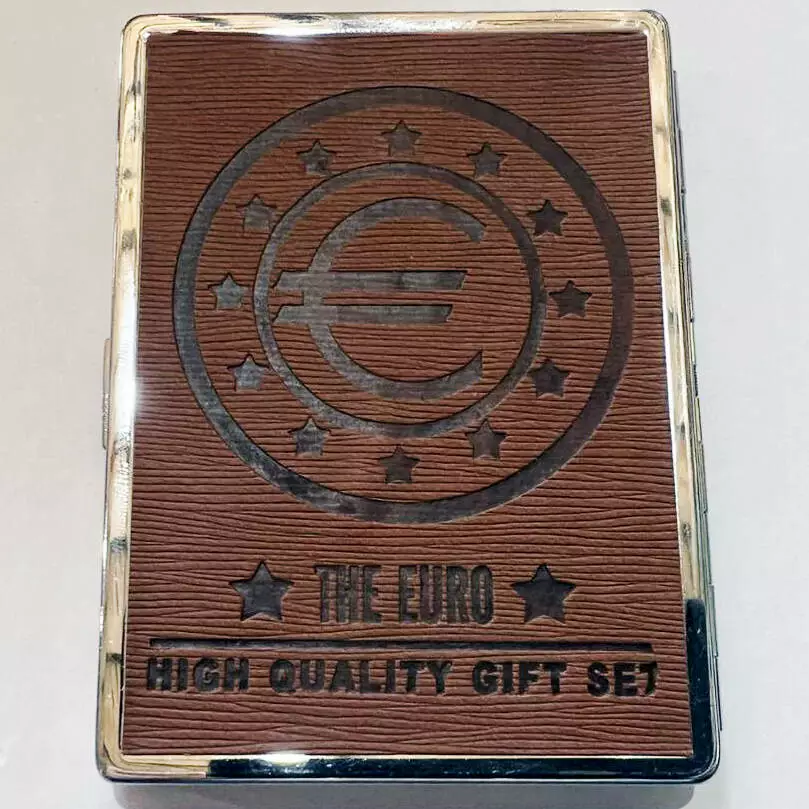 €
★ THE EURO ★
HIGH QUALITY GIFT SET